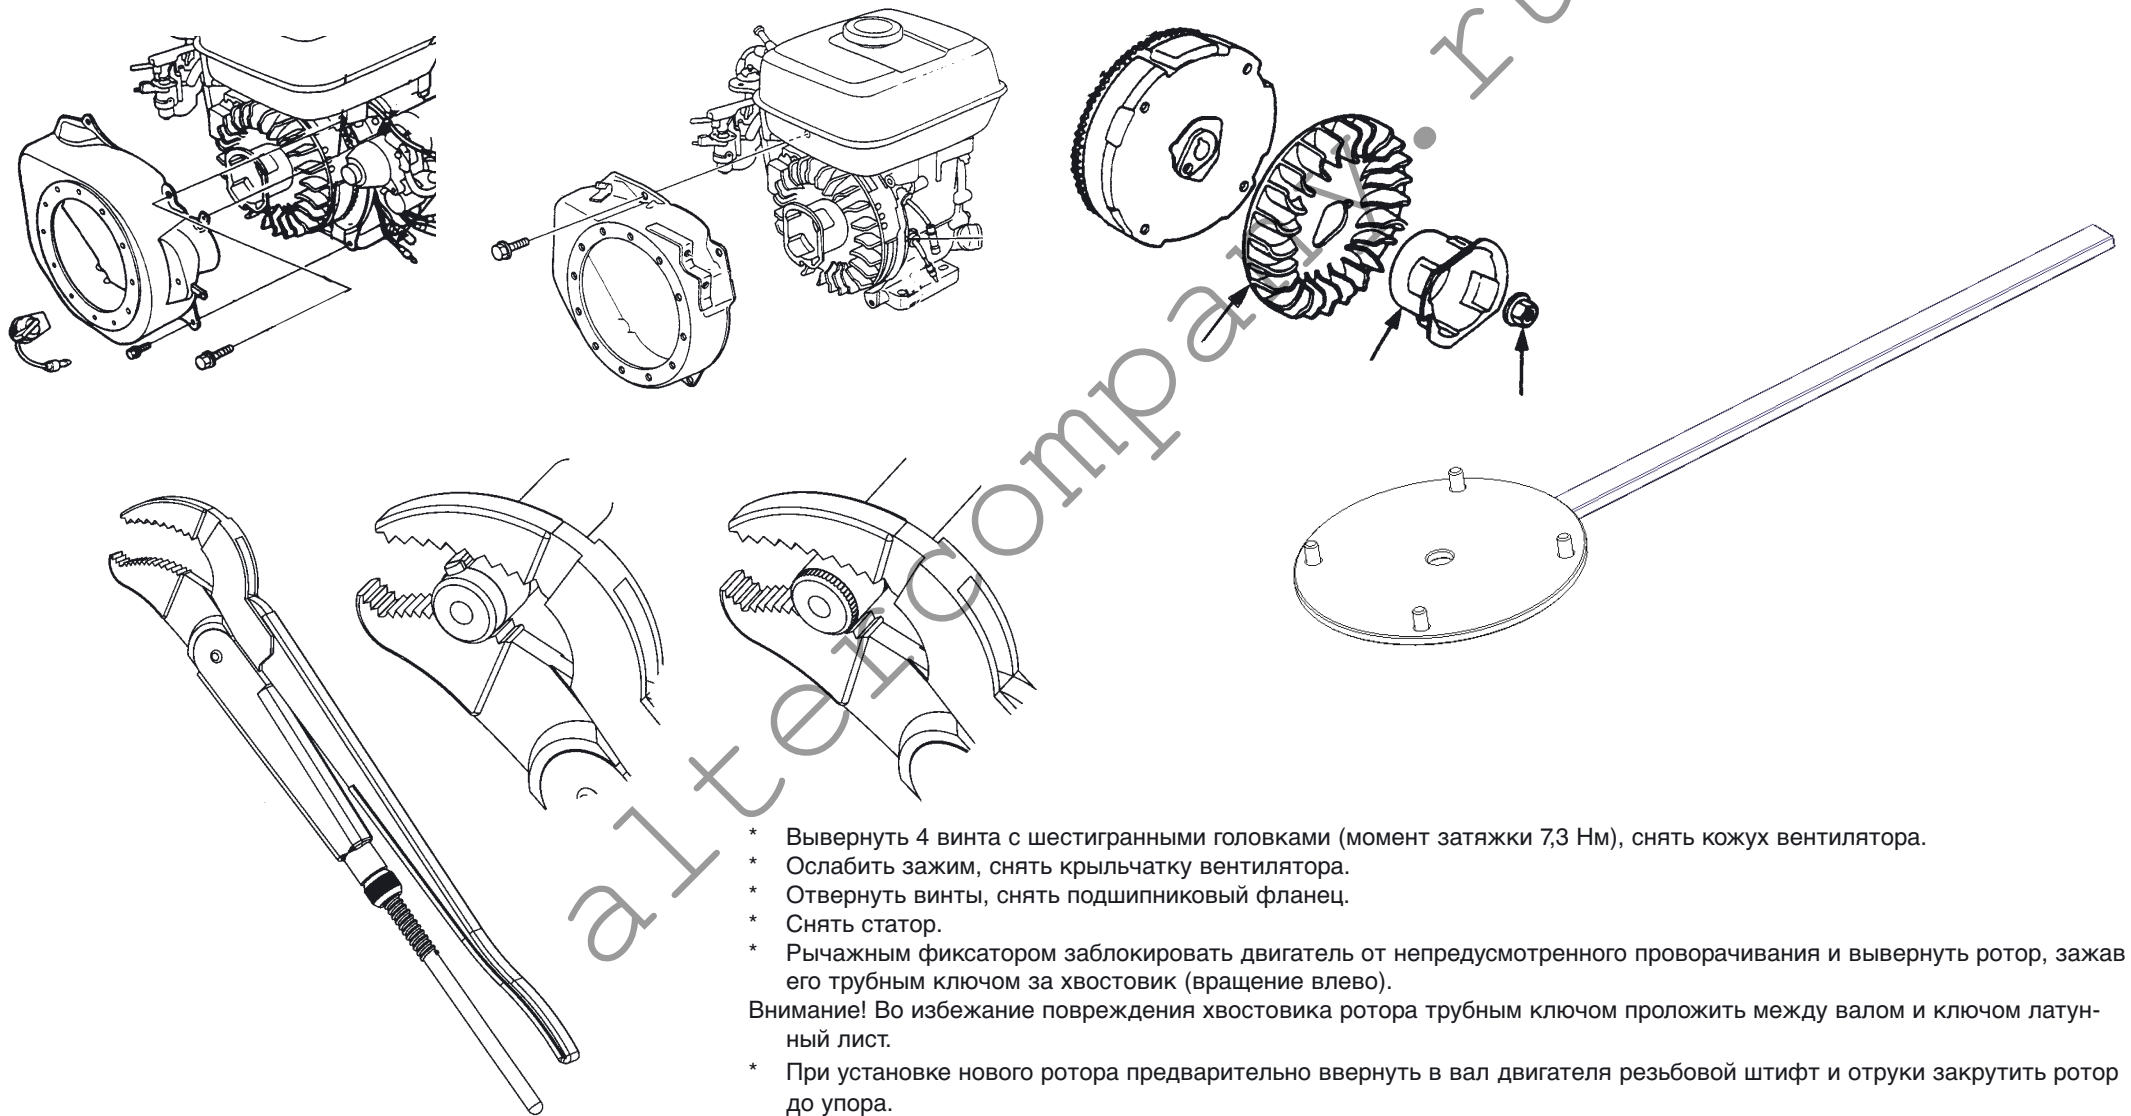 altercompany.ru
* Вывернуть 4 винта с шестигранными головками (момент затяжки 7,3 Нм), снять кожух вентилятора.
* Ослабить зажим, снять крыльчатку вентилятора.
* Отвернуть винты, снять подшипниковый фланец.
* Снять статор.
* Рычажным фиксатором заблокировать двигатель от непредусмотренного проворачивания и вывернуть ротор, зажав
его трубным ключом за хвостовик (вращение влево).
Внимание! Во избежание повреждения хвостовика ротора трубным ключом проложить между валом и ключом латун-
ный лист.
* При установке нового ротора предварительно ввернуть в вал двигателя резьбовой штифт и отруки закрутить ротор
до упора.